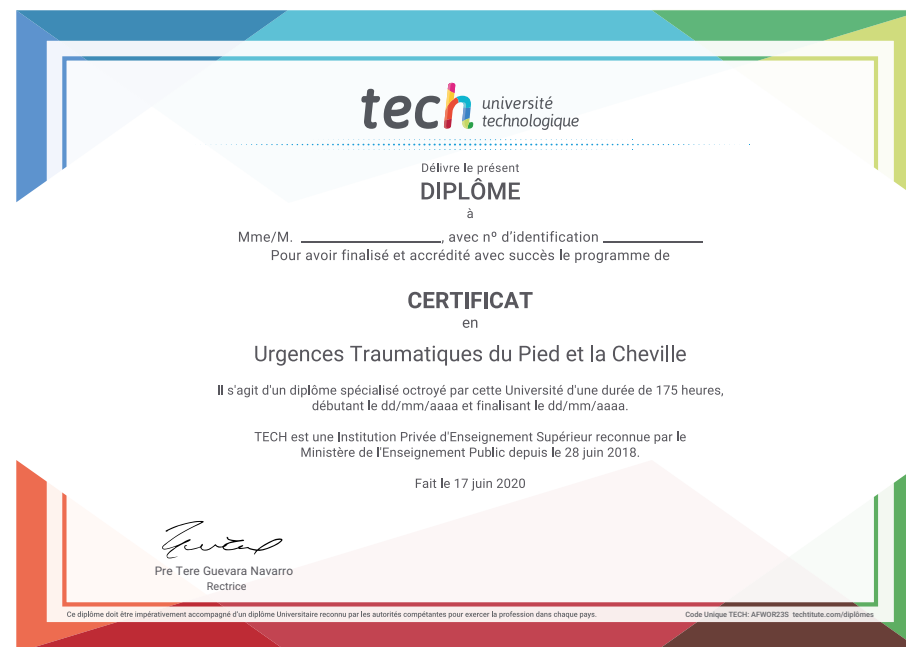 tech université
technologique
Délivre le présent
DIPLÔME
à
Mme/M. ____________________, avec nº d'identification ______________
Pour avoir finalisé et accrédité avec succès le programme de
CERTIFICAT
en
Urgences Traumatiques du Pied et la Cheville
Il s'agit d'un diplôme spécialisé octroyé par cette Université d'une durée de 175 heures,
débutant le dd/mm/aaaa et finalisant le dd/mm/aaaa.
TECH est une Institution Privée d'Enseignement Supérieur reconnue par le
Ministère de l'Enseignement Public depuis le 28 juin 2018.
Fait le 17 juin 2020
Pre Tere Guevara Navarro
Rectrice
Ce diplôme doit être impérativement accompagné d'un diplôme Universitaire reconnu par les autorités compétantes pour exercer la profession dans chaque pays.
Code Unique TECH: AFWOR23S techtitute.com/diplômes